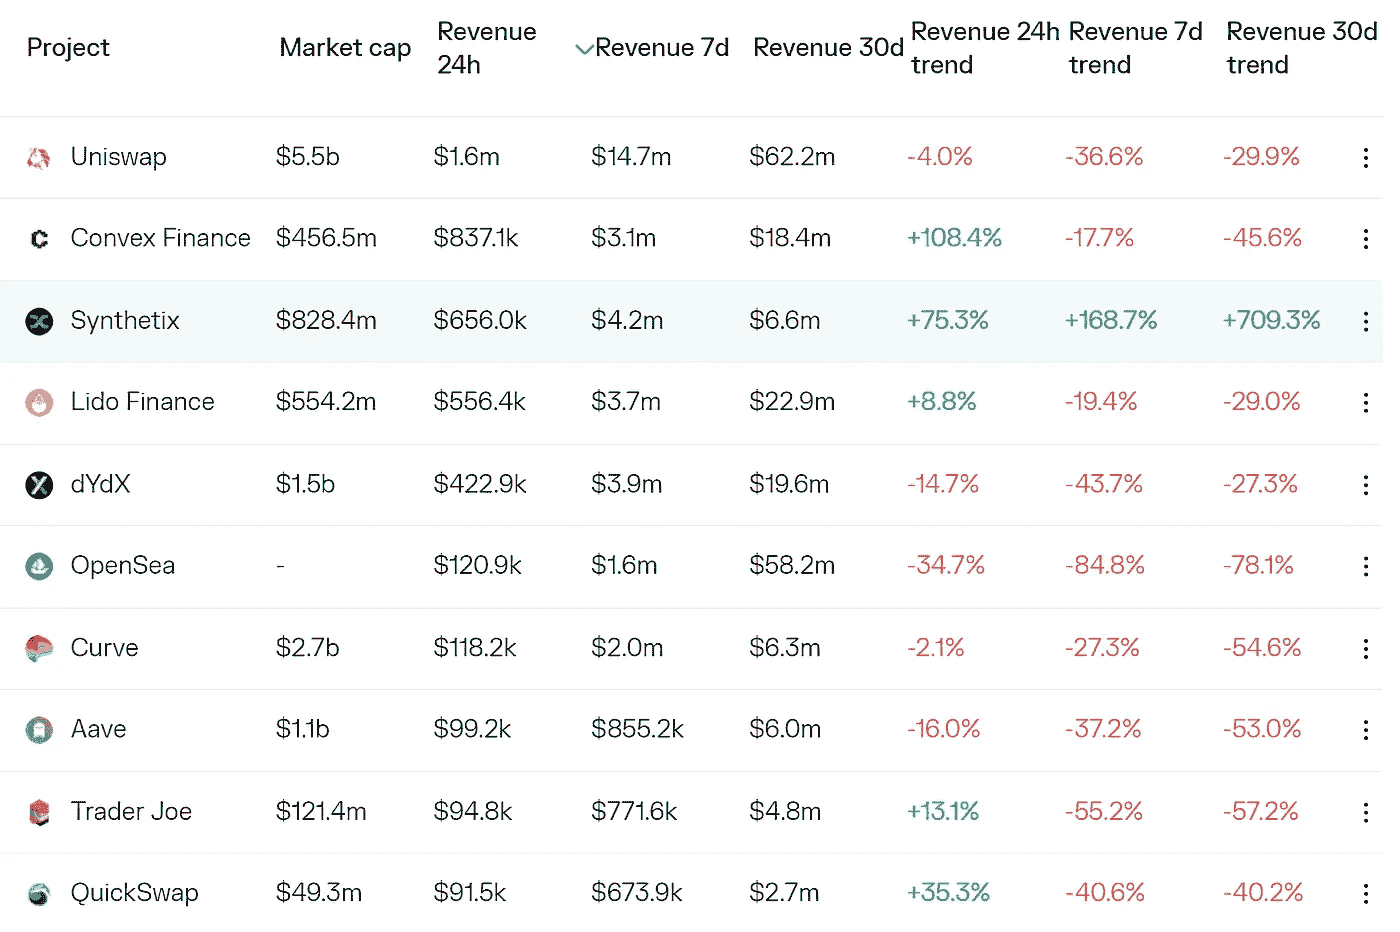 Project Market cap Revenue 24h Revenue 7d Revenue 30d Revenue 24h trend Revenue 7d trend Revenue 30d trend
Uniswap $5.5b $1.6m $14.7m $62.2m -4.0% -36.6% -29.9%
Convex Finance $456.5m $837.1k $3.1m $18.4m +108.4% -17.7% -45.6%
Synthetix $828.4m $656.0k $4.2m $6.6m +75.3% +168.7% +709.3%
Lido Finance $554.2m $556.4k $3.7m $22.9m +8.8% -19.4% -29.0%
dYdX $1.5b $422.9k $3.9m $19.6m -14.7% -43.7% -27.3%
OpenSea - $120.9k $1.6m $58.2m -34.7% -84.8% -78.1%
Curve $2.7b $118.2k $2.0m $6.3m -2.1% -27.3% -54.6%
Aave $1.1b $99.2k $855.2k $6.0m -16.0% -37.2% -53.0%
Trader Joe $121.4m $94.8k $771.6k $4.8m +13.1% -55.2% -57.2%
QuickSwap $49.3m $91.5k $673.9k $2.7m +35.3% -40.6% -40.2%